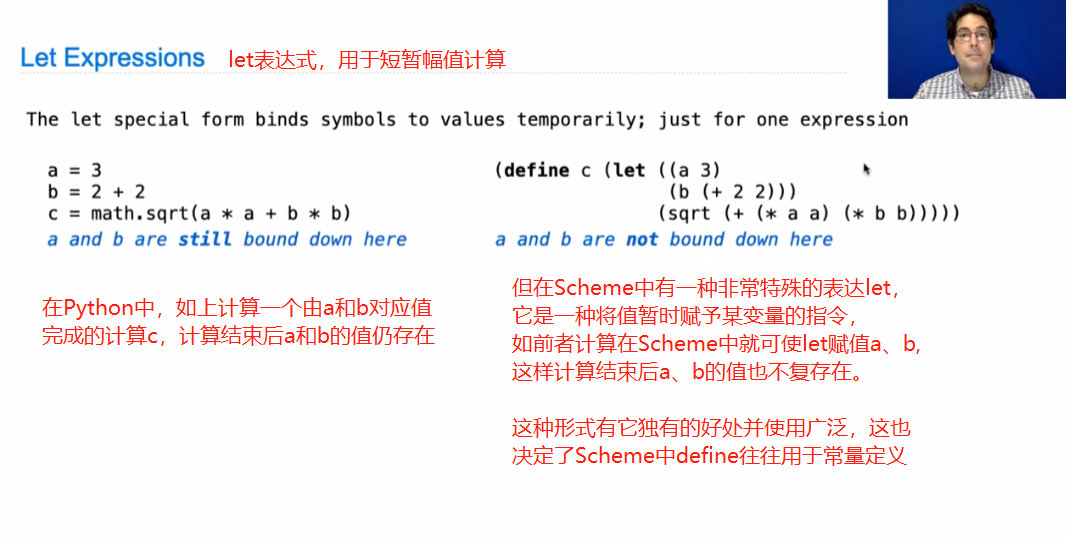 Let Expressions let表达式，用于短暂幅值计算
The let special form binds symbols to values temporarily; just for one expression
a = 3
b = 2 + 2
c = math.sqrt(a * a + b * b)
a and b are still bound down here
(define c (let ((a 3)
(b (+ 2 2)))
(sqrt (+ (* a a) (* b b)))))
a and b are not bound down here
在Python中，如上计算一个由a和b对应值
完成的计算c，计算结束后a和b的值仍存在
但在Scheme中有一种非常特殊的表达let，
它是一种将值暂时赋予某变量的指令，
如前者计算在Scheme中就可使let赋值a、b,
这样计算结束后a、b的值也不复存在。
这种形式有它独有的好处并使用广泛，这也
决定了Scheme中define往往用于常量定义